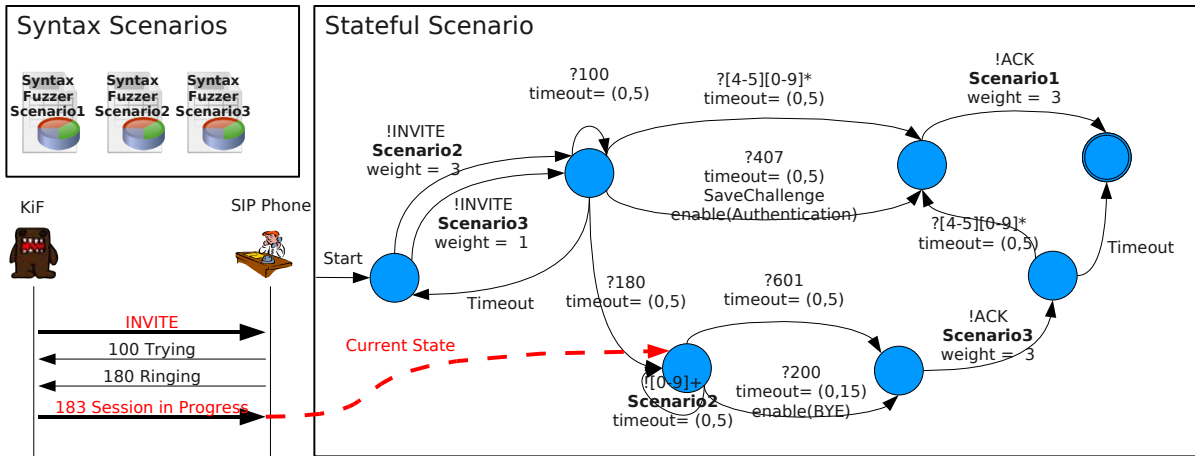 Syntax Scenarios
Syntax
Fuzzer
Scenario1
Syntax
Fuzzer
Scenario2
Syntax
Fuzzer
Scenario3
KiF
SIP Phone
INVITE
100 Trying
180 Ringing
183 Session in Progress
Stateful Scenario
Start
!INVITE
Scenario2
weight = 3
!INVITE
Scenario3
weight = 1
Timeout
?100
timeout= (0,5)
?[4-5][0-9]*
timeout= (0,5)
?407
timeout= (0,5)
SaveChallenge
enable(Authentication)
!ACK
Scenario1
weight = 3
?[4-5][0-9]*
timeout= (0,5)
Timeout
?180
timeout= (0,5)
?601
timeout= (0,5)
!ACK
Scenario3
weight = 3
Current State
![0-9]+
Scenario2
timeout= (0,5)
?200
timeout= (0,15)
enable(BYE)